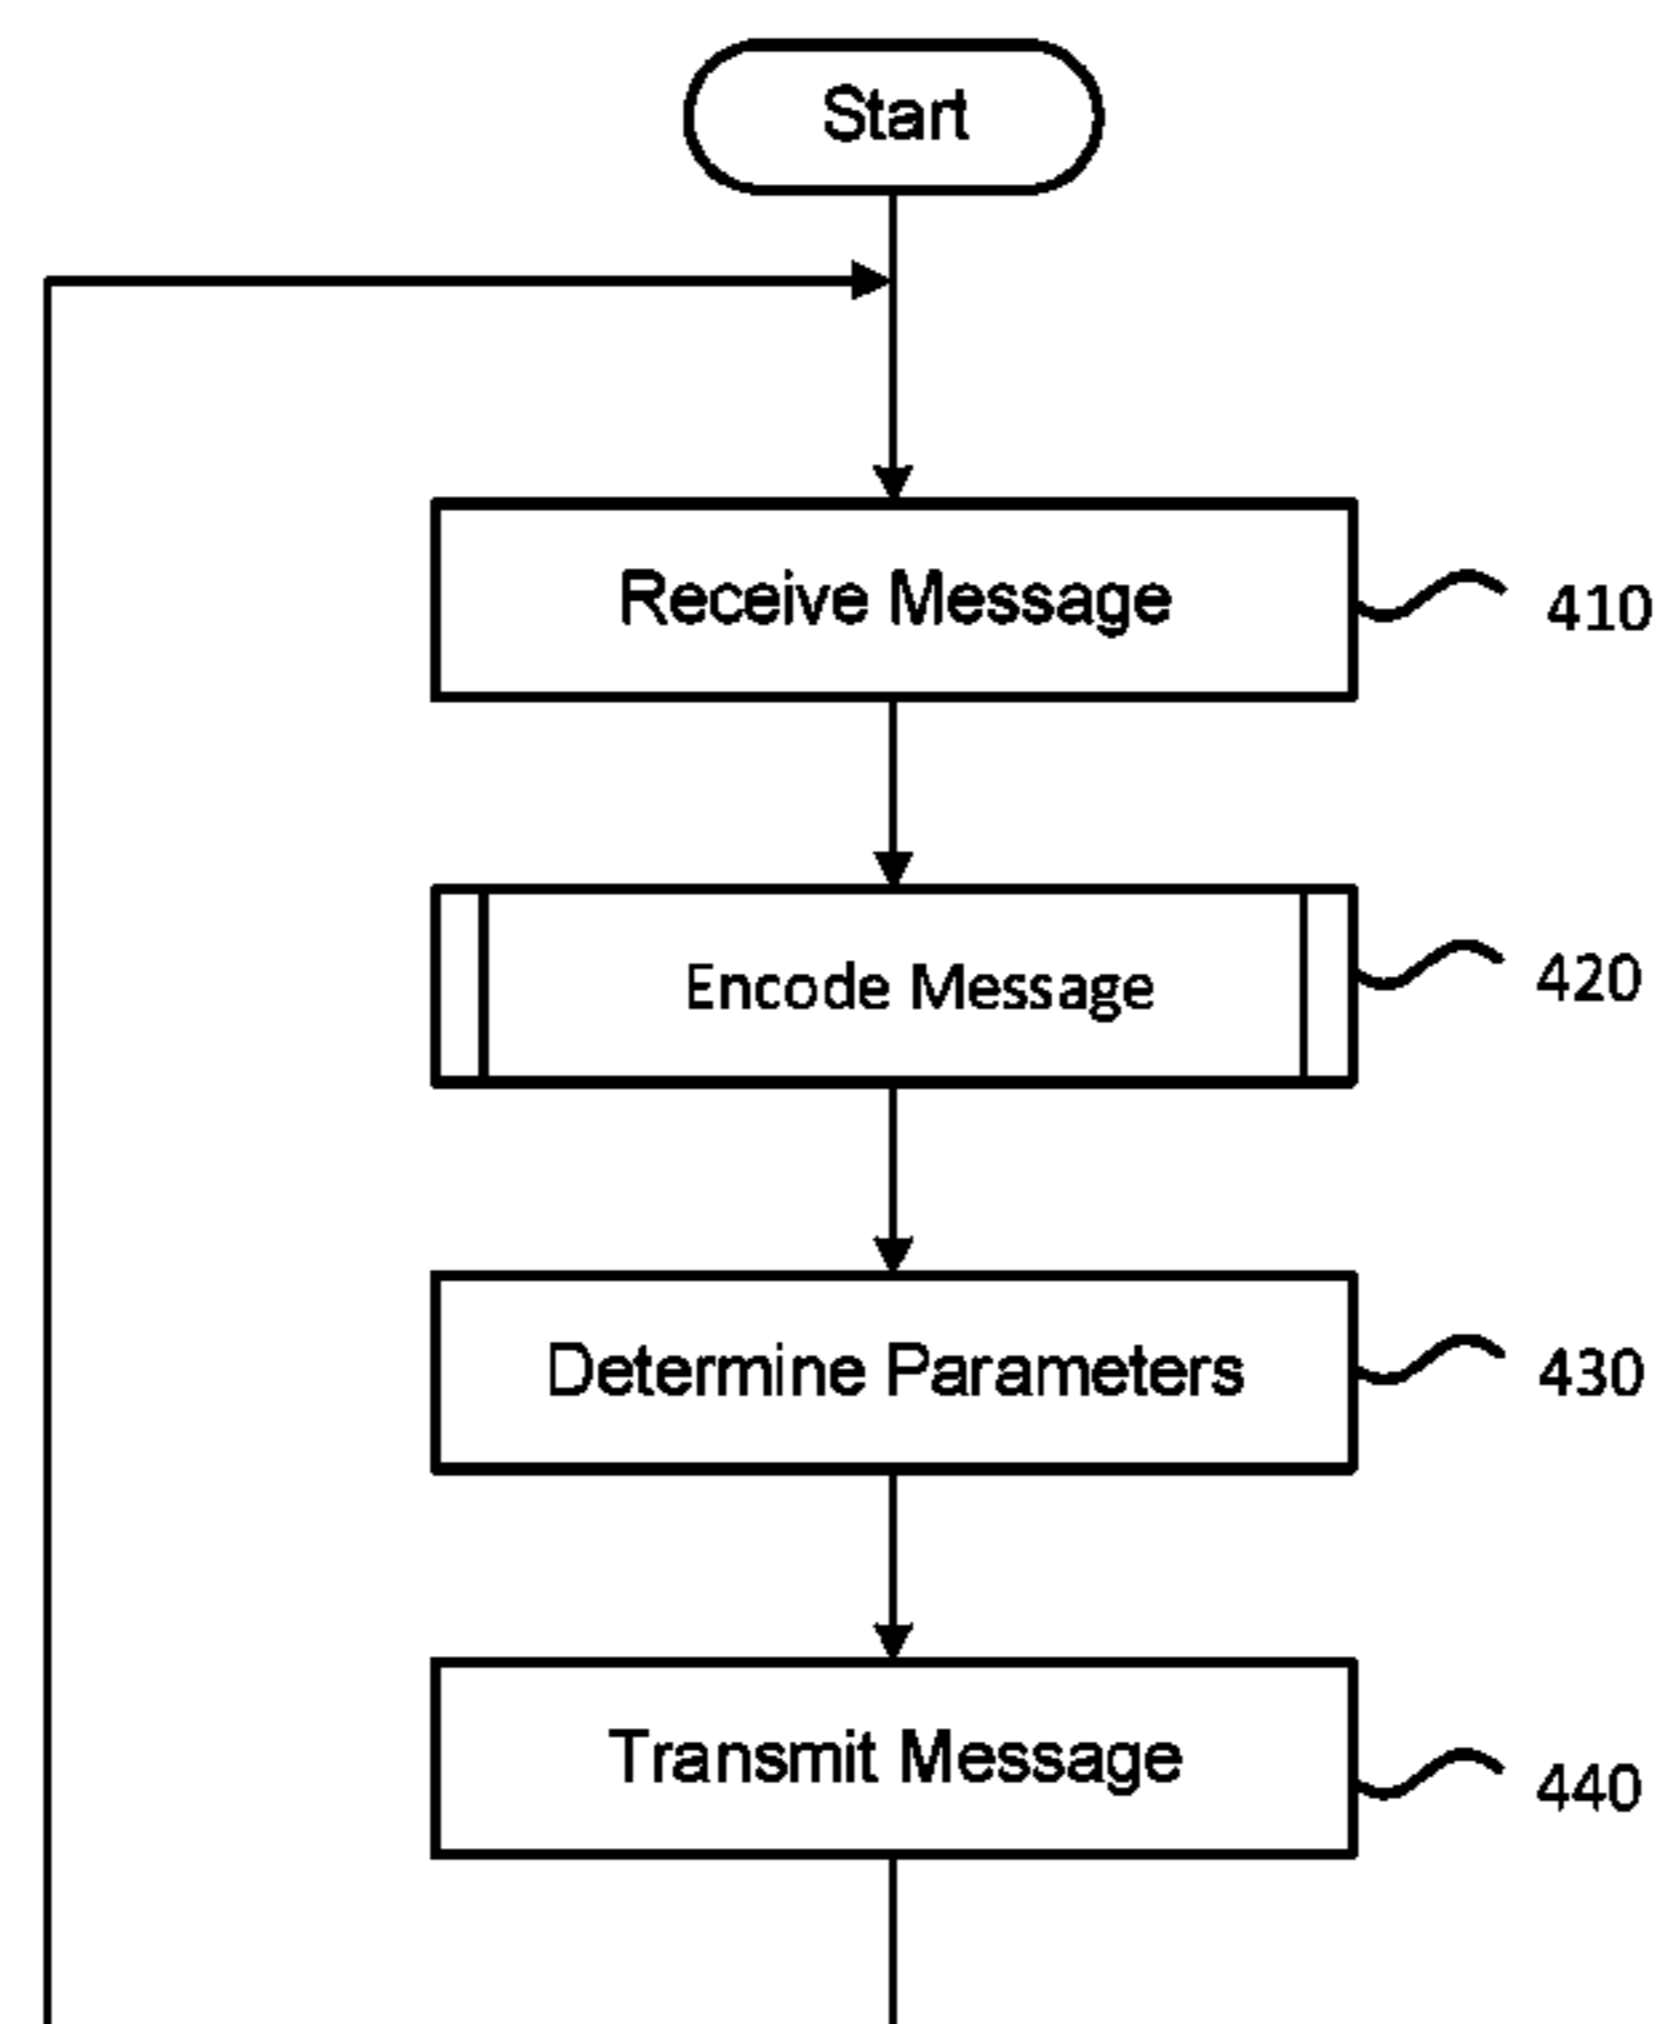 Start
Receive Message
410
Encode Message
420
Determine Parameters
430
Transmit Message
440